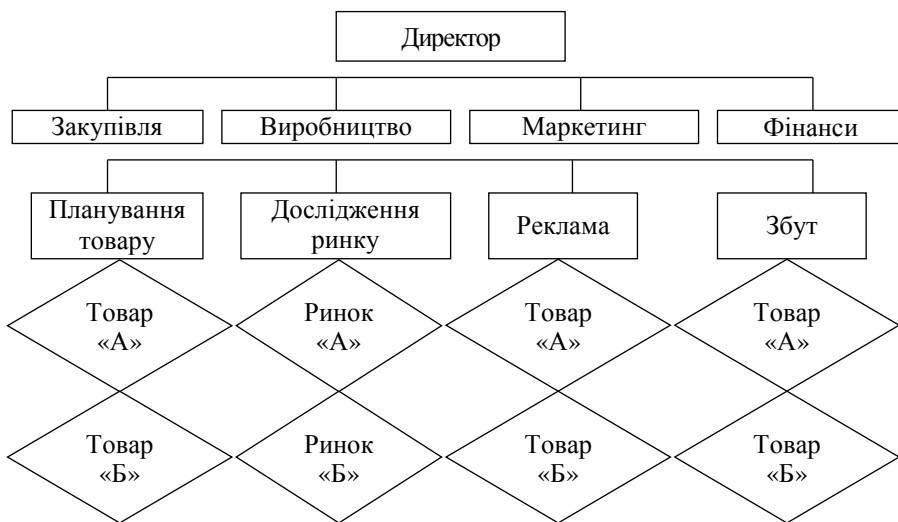 Директор
Закупівля
Виробництво
Маркетинг
Фінанси
Планування
товару
Дослідження
ринку
Реклама
Збут
Товар
«А»
Ринок
«А»
Товар
«А»
Товар
«А»
Товар
«Б»
Ринок
«Б»
Товар
«Б»
Товар
«Б»